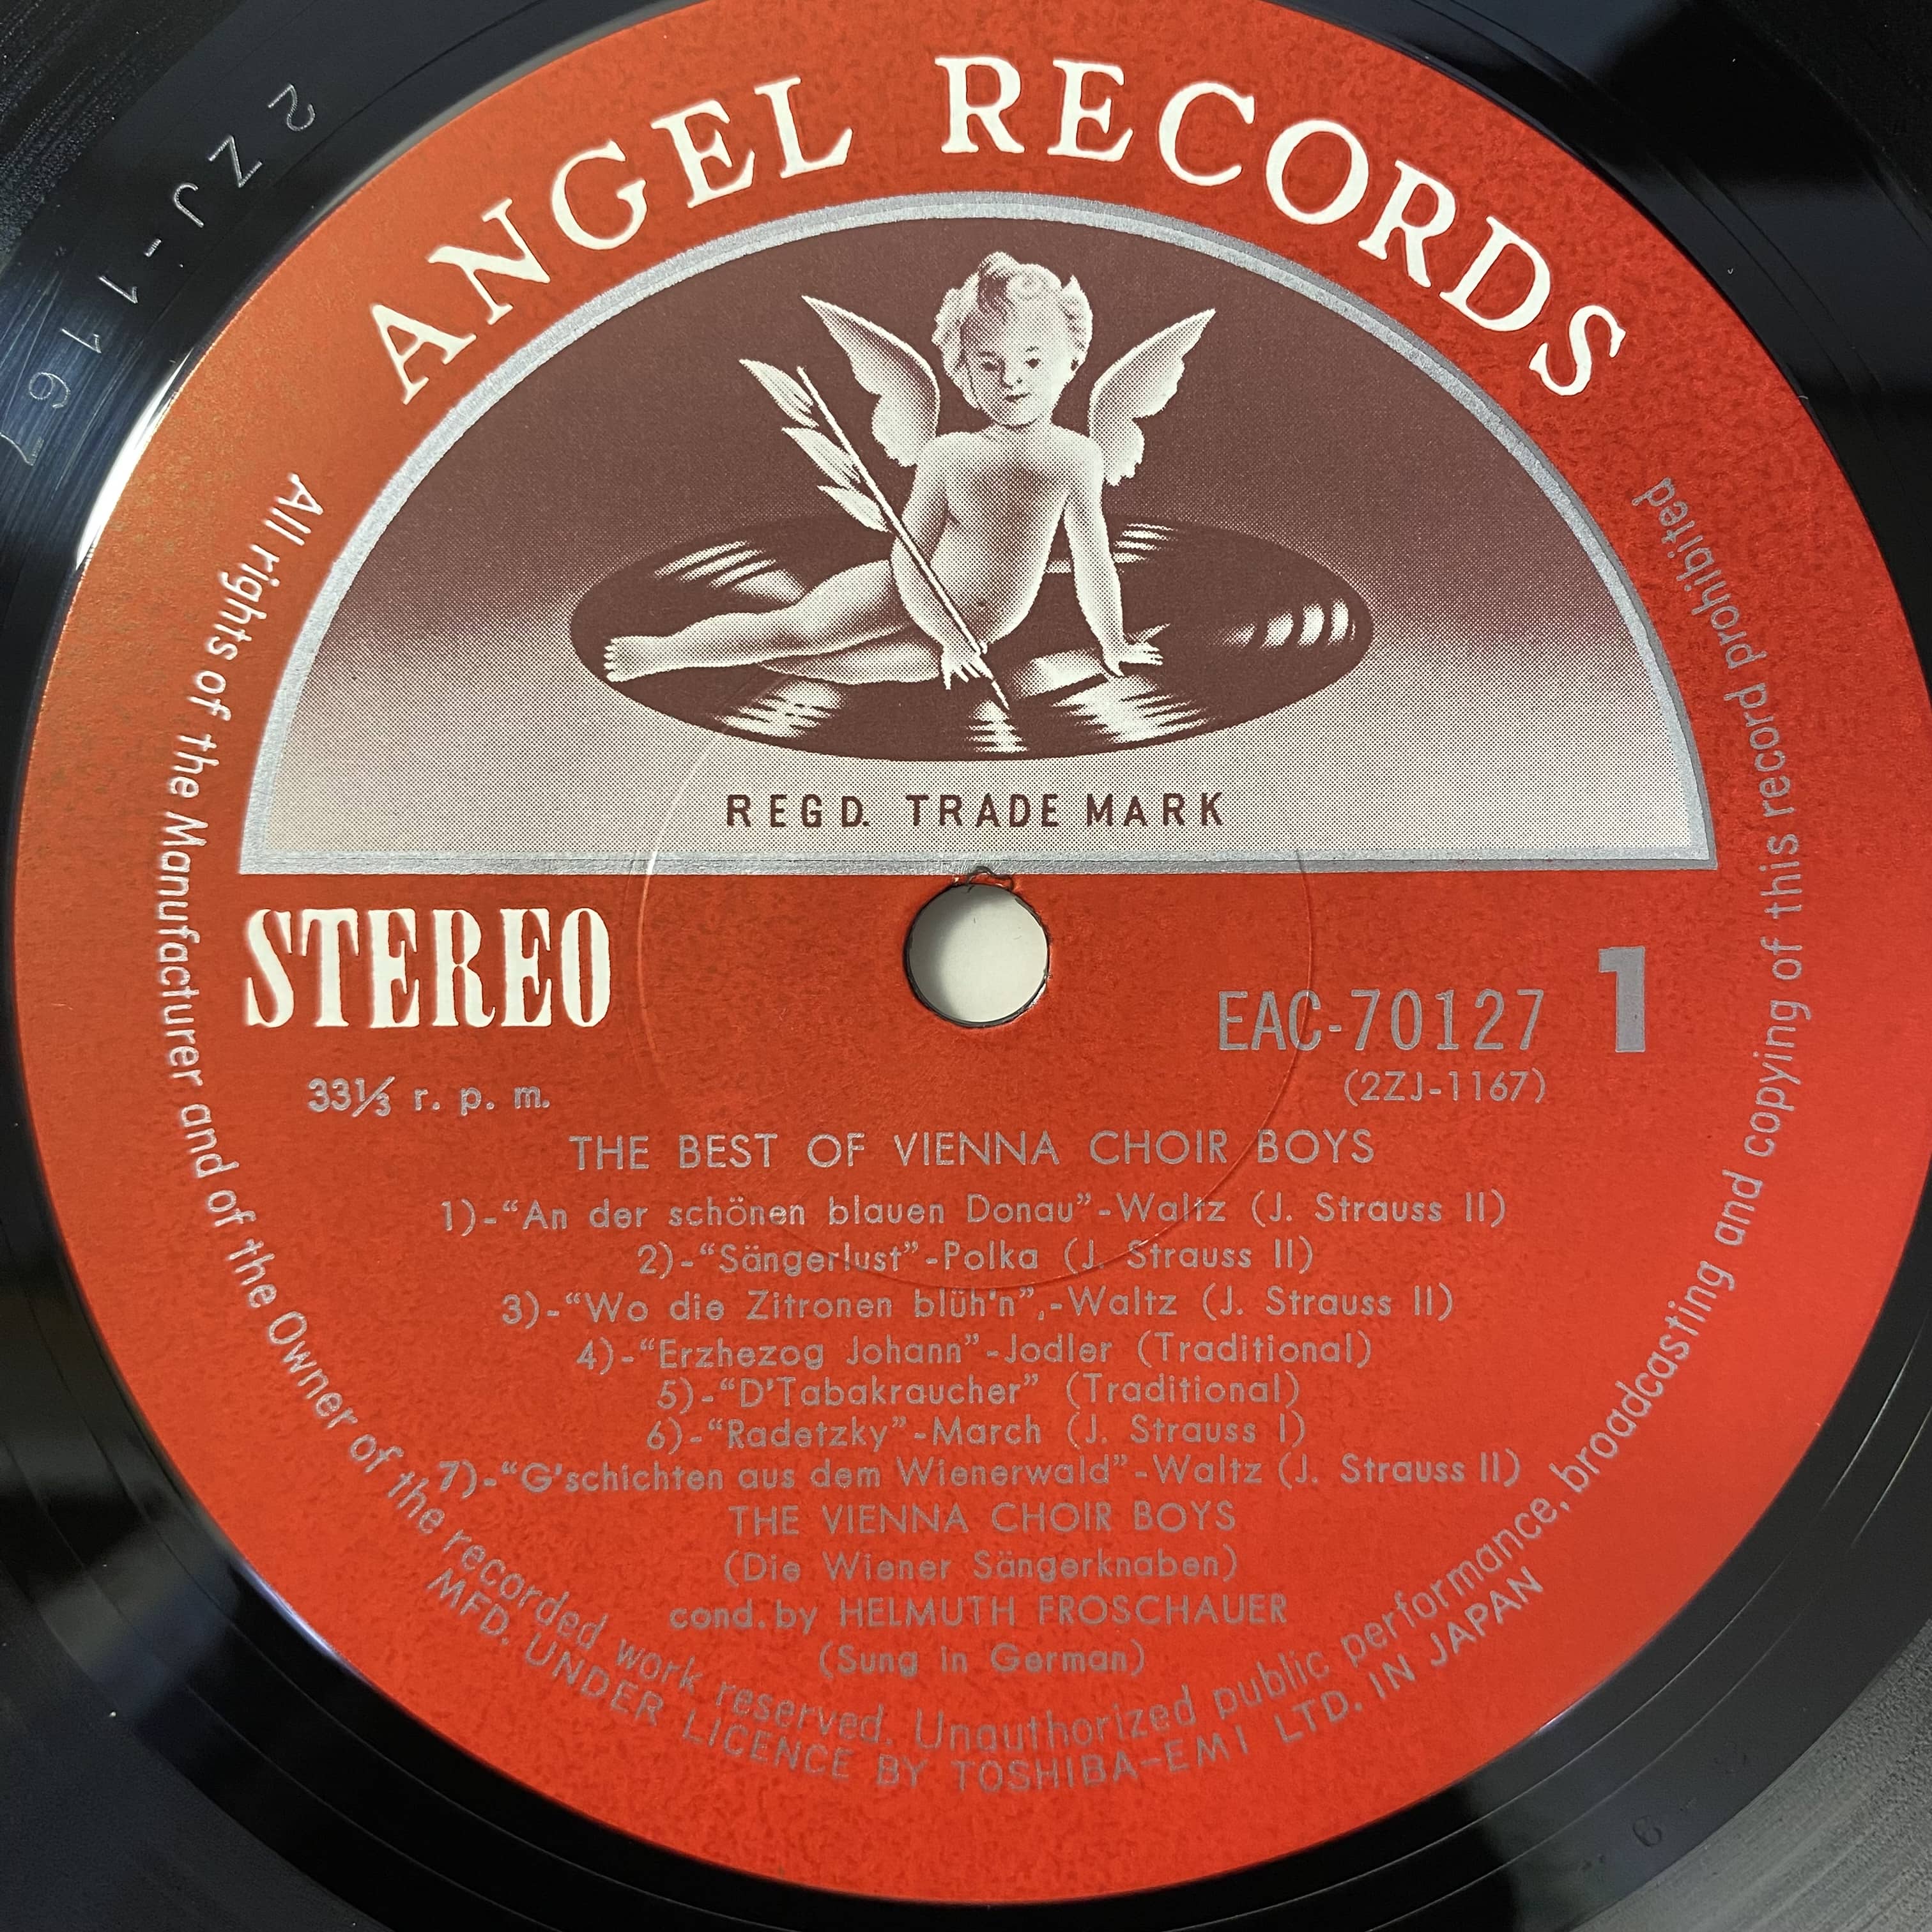 ANGEL RECORDS
REGD. TRADE MARK
STEREO
33⅓ r. p. m.
EAC-70127
1
(2ZJ-1167)
THE BEST OF VIENNA CHOIR BOYS
1)-“An der schönen blauen Donau”-Waltz (J. Strauss II)
2)-“Sängerlust”-Polka (J. Strauss II)
3)-“Wo die Zitronen blüh'n”,-Waltz (J. Strauss II)
4)-“Erzhezog Johann”-Jodler (Traditional)
5)-“D'Tabakraucher” (Traditional)
6)-“Radetzky”-March (J. Strauss I)
7)-“G'schichten aus dem Wienerwald”-Waltz (J. Strauss II)
THE VIENNA CHOIR BOYS
(Die Wiener Sängerknaben)
cond. by HELMUTH FROSCHAUER
(Sung in German)
All rights of the Manufacturer and of the Owner of the recorded work reserved. Unauthorized public performance, broadcasting and copying of this record prohibited
MFD. UNDER LICENCE BY TOSHIBA-EMI LTD. IN JAPAN
2ZJ-1167